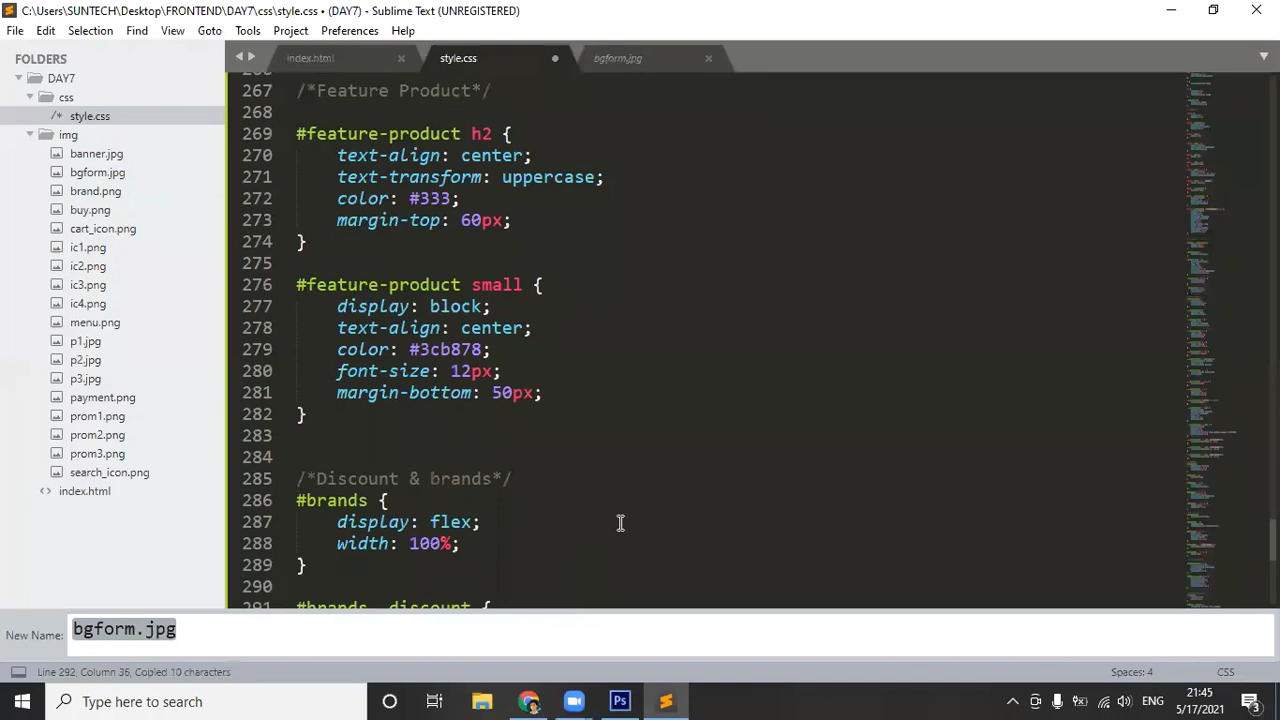 C:\Users\SUNTECH\Desktop\FRONTEND\DAY7\css\style.css • (DAY7) - Sublime Text (UNREGISTERED)
File Edit Selection Find View Goto Tools Project Preferences Help
FOLDERS
DAY7
css
/* style.css
img
banner.jpg
bgform.jpg
brand.png
buy.png
cart_icon.png
ic1.png
ic2.png
ic3.png
ic4.png
menu.png
p1.jpg
p2.jpg
p3.jpg
payment.png
prom1.png
prom2.png
prom3.png
search_icon.png
<> index.html
index.html style.css bgform.jpg
266
267 /*Feature Product*/
268
269 #feature-product h2 {
270 text-align: center;
271 text-transform: uppercase;
272 color: #333;
273 margin-top: 60px;
274 }
275
276 #feature-product small {
277 display: block;
278 text-align: center;
279 color: #3cb878;
280 font-size: 12px;
281 margin-bottom: 50px;
282 }
283
284
285 /*Discount & brands*/
286 #brands {
287 display: flex;
288 width: 100%;
289 }
290
291 #brands .discount {
New Name: bgform.jpg
Line 292, Column 36, Copied 10 characters Spaces: 4 CSS
Type here to search
Ps
ENG
21:45
5/17/2021
3